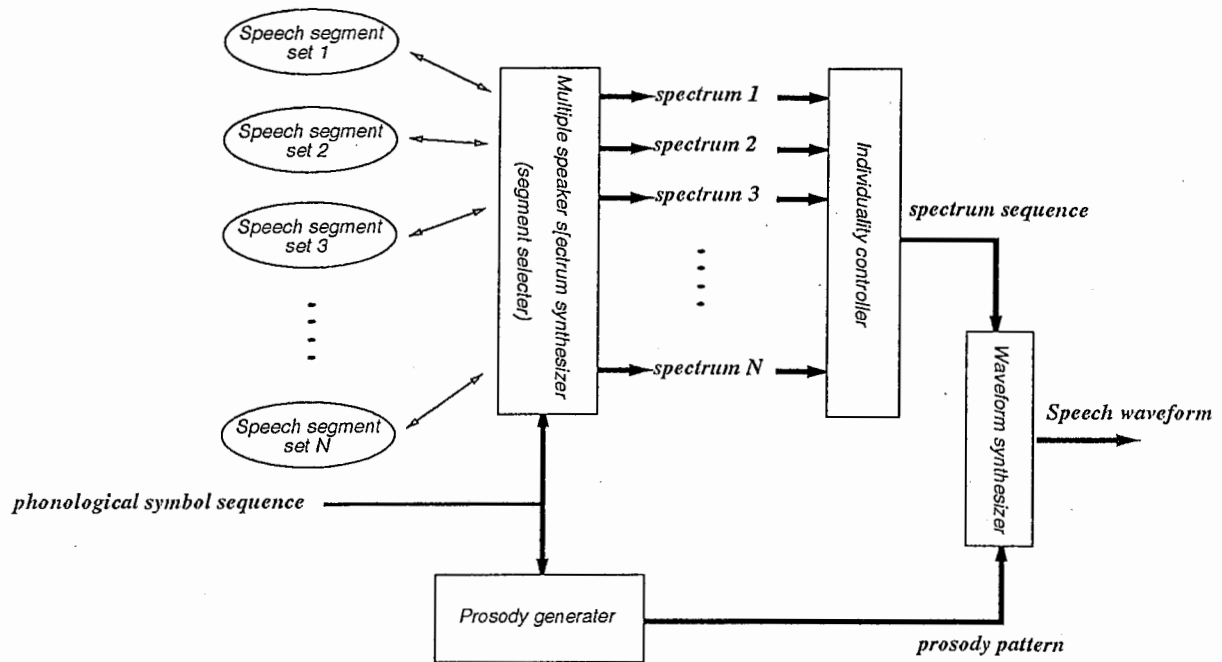 Speech segment
set 1
Speech segment
set 2
Speech segment
set 3
Speech segment
set N
Multiple speaker s[ectrum synthesizer
(segment selecter)
spectrum 1
spectrum 2
spectrum 3
spectrum N
Individuality controller
spectrum sequence
Waveform synthesizer
Speech waveform
phonological symbol sequence
Prosody generater
prosody pattern